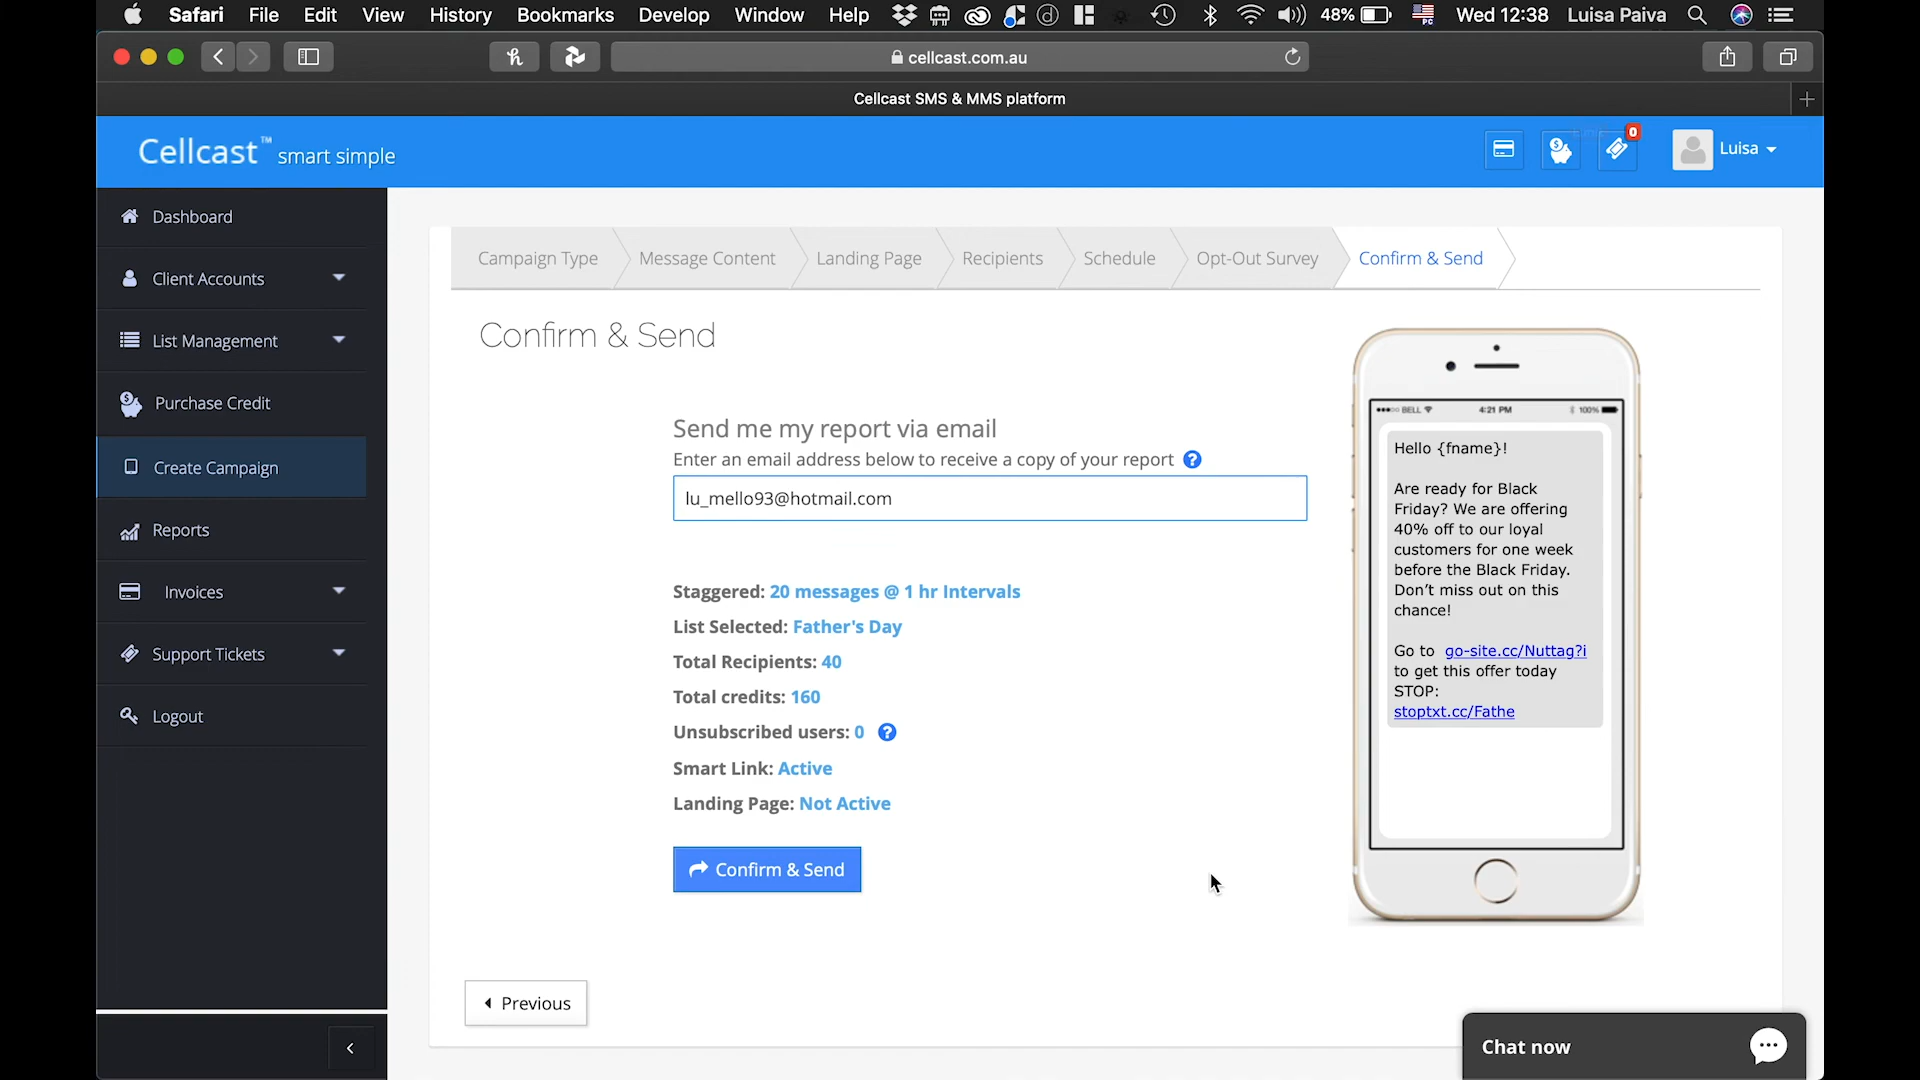 Safari File Edit View History Bookmarks Develop Window Help 48% Wed 12:38 Luisa Paiva
cellcast.com.au
Cellcast SMS & MMS platform
Cellcast™ smart simple
0
Luisa
Dashboard
Client Accounts
List Management
Purchase Credit
Create Campaign
Reports
Invoices
Support Tickets
Logout
Campaign Type Message Content Landing Page Recipients Schedule Opt-Out Survey Confirm & Send
Confirm & Send
Send me my report via email
Enter an email address below to receive a copy of your report ?
lu_mello93@hotmail.com
Staggered: 20 messages @ 1 hr Intervals
List Selected: Father's Day
Total Recipients: 40
Total credits: 160
Unsubscribed users: 0 ?
Smart Link: Active
Landing Page: Not Active
Confirm & Send
Previous
BELL 4:21 PM 100%
Hello {fname}!
Are ready for Black
Friday? We are offering
40% off to our loyal
customers for one week
before the Black Friday.
Don't miss out on this
chance!
Go to go-site.cc/Nuttag?i
to get this offer today
STOP:
stoptxt.cc/Fathe
Chat now